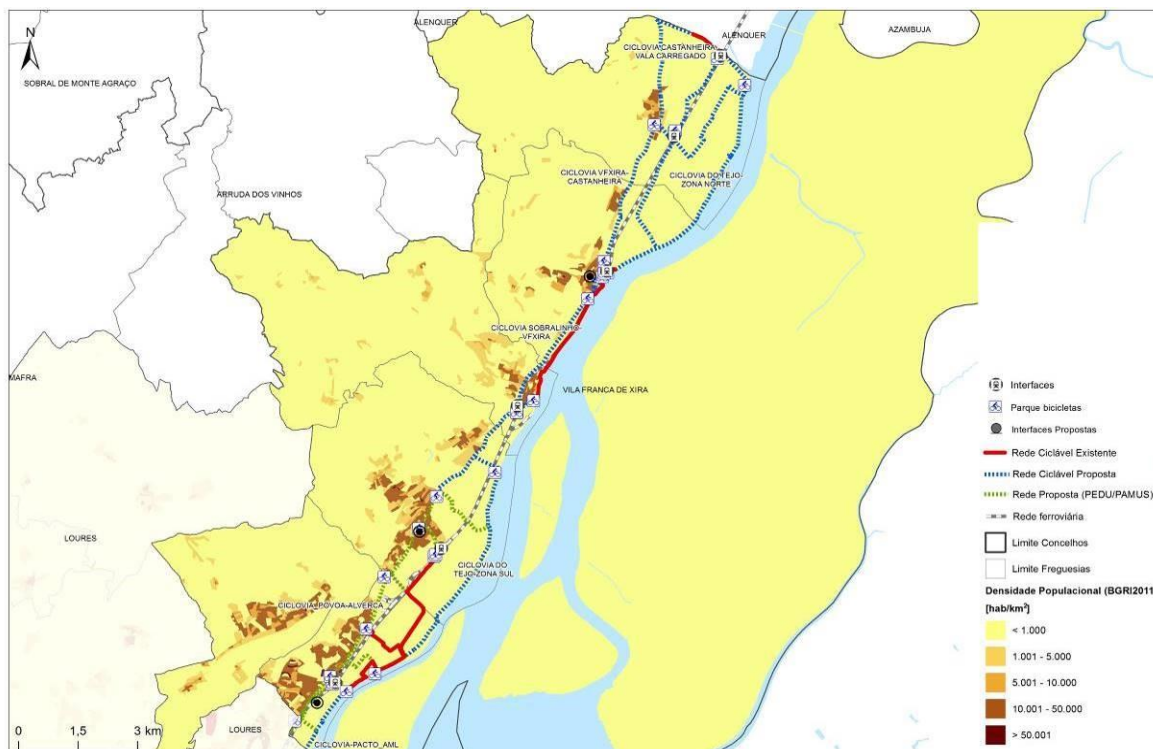 N
ALENQUER
ALENQUER
AZAMBUJA
CICLOVIA CASTANHEIRA-
VALA CARREGADO
SOBRAL DE MONTE AGRAÇO
CICLOVIA VFXIRA-
CASTANHEIRA
CICLOVIA DO TEJO-
ZONA NORTE
ARRUDA DOS VINHOS
CICLOVIA SOBRALINHO-
VFXIRA
MAFRA
VILA FRANCA DE XIRA
LOURES
CICLOVIA DO
TEJO-ZONA SUL
CICLOVIA_POVOA-ALVERCA
LOURES
CICLOVIA-PACTO_AML
0 1,5 3 km
Interfaces
Parque bicicletas
Interfaces Propostas
Rede Ciclável Existente
Rede Ciclável Proposta
Rede Proposta (PEDU/PAMUS)
Rede ferroviária
Limite Concelhos
Limite Freguesias
Densidade Populacional (BGRI2011
[hab/km²]
< 1.000
1.001 - 5.000
5.001 - 10.000
10.001 - 50.000
> 50.001